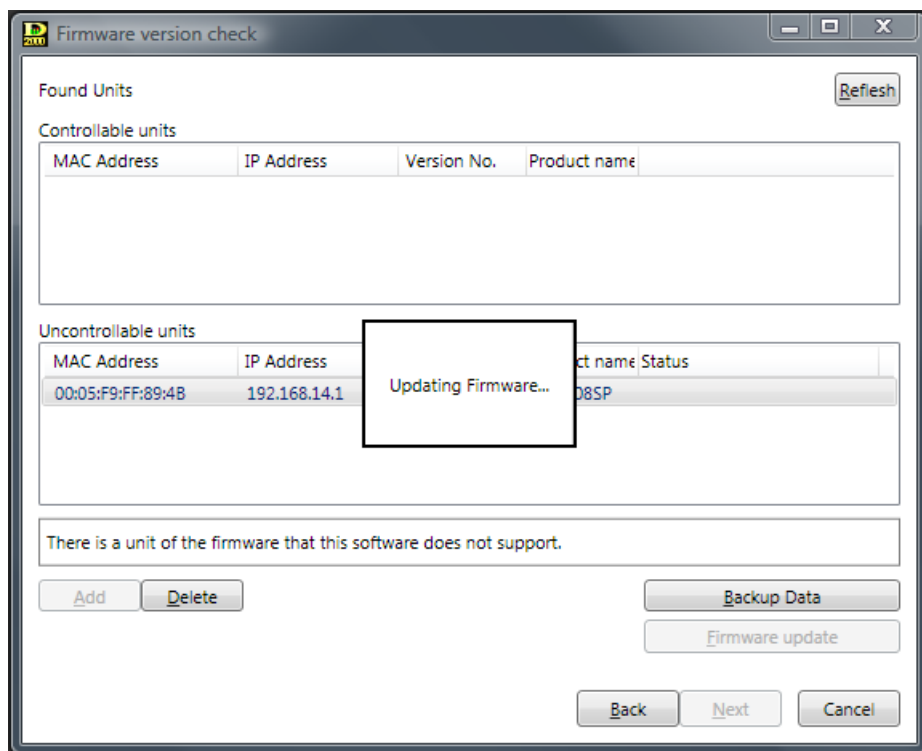 Firmware version check
Found Units
Reflesh
Controllable units
MAC Address IP Address Version No. Product name
Uncontrollable units
MAC Address IP Address ct name Status
00:05:F9:FF:89:4B 192.168.14.1 08SP
Updating Firmware...
There is a unit of the firmware that this software does not support.
Add Delete Backup Data
Firmware update
Back Next Cancel